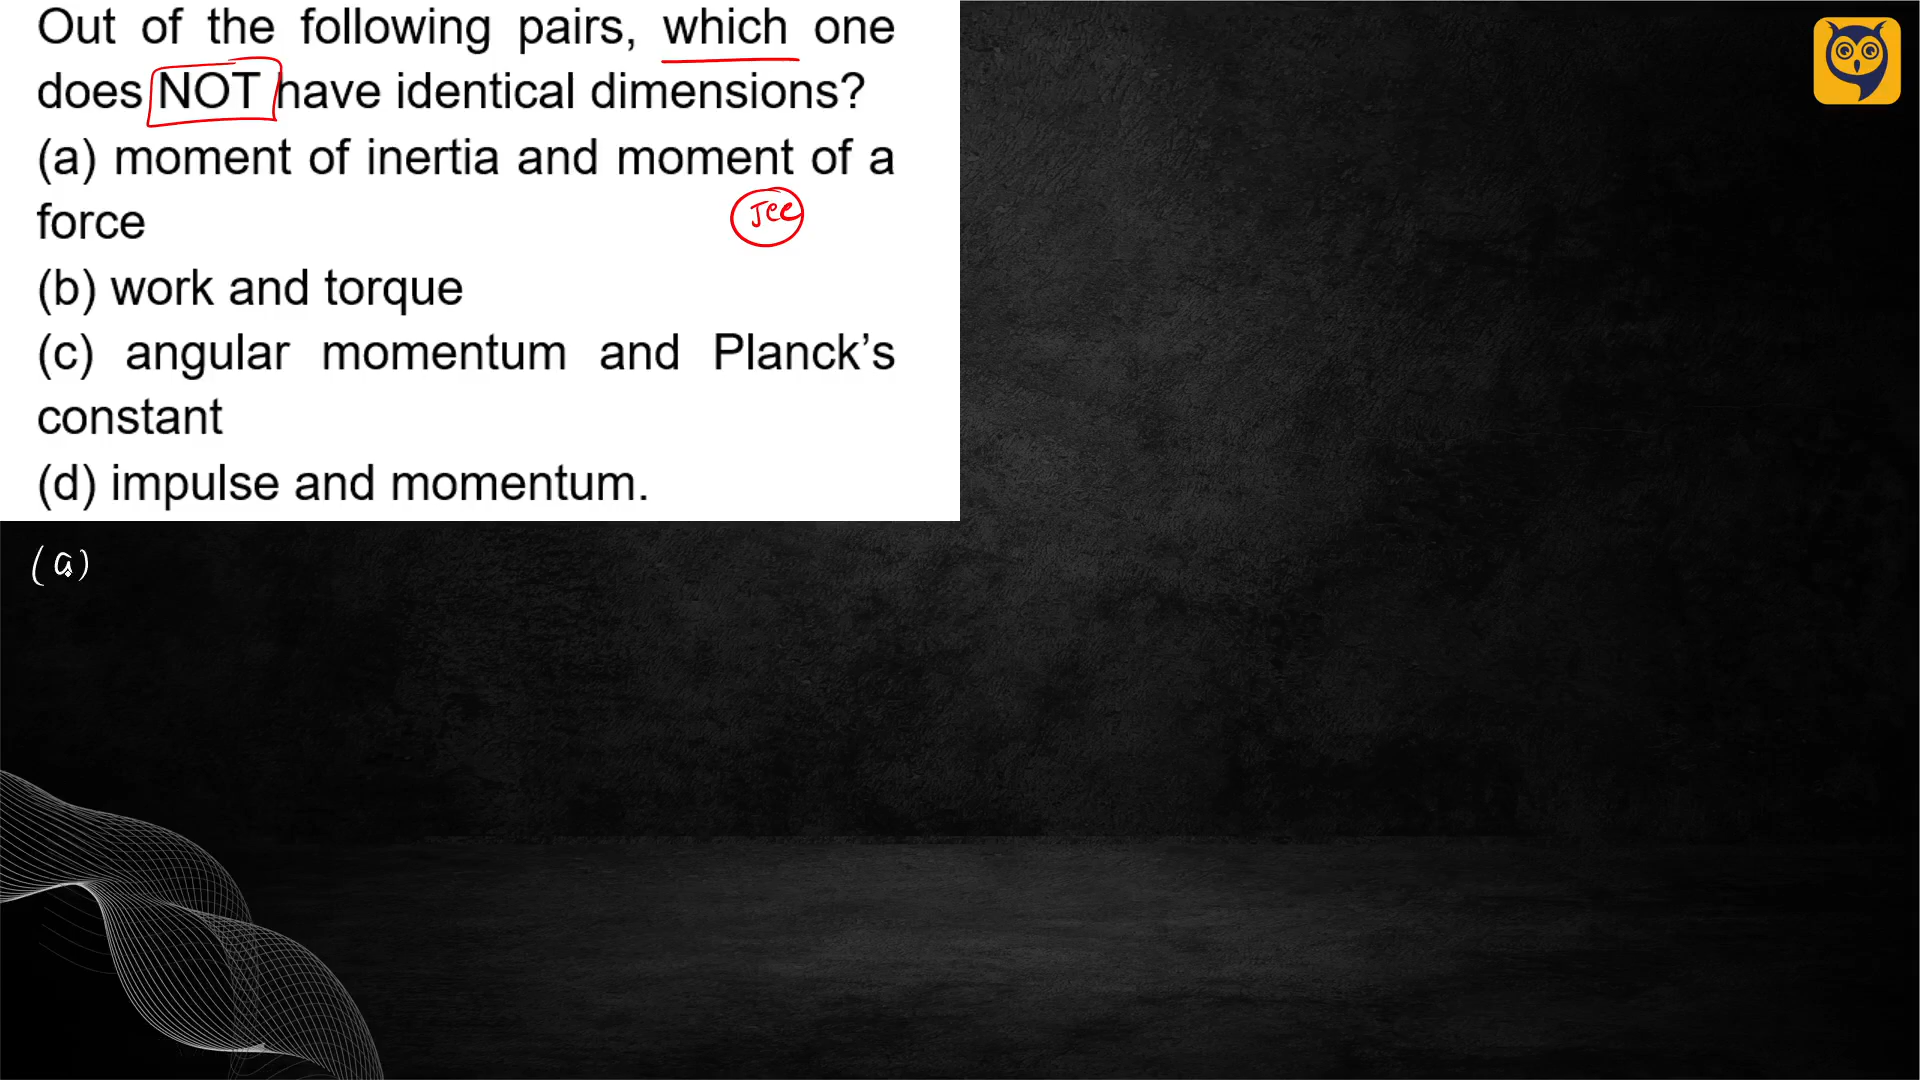 Out of the following pairs, which one
does NOT have identical dimensions?
(a) moment of inertia and moment of a
force
Jee
(b) work and torque
(c) angular momentum and Planck’s
constant
(d) impulse and momentum.
(a)